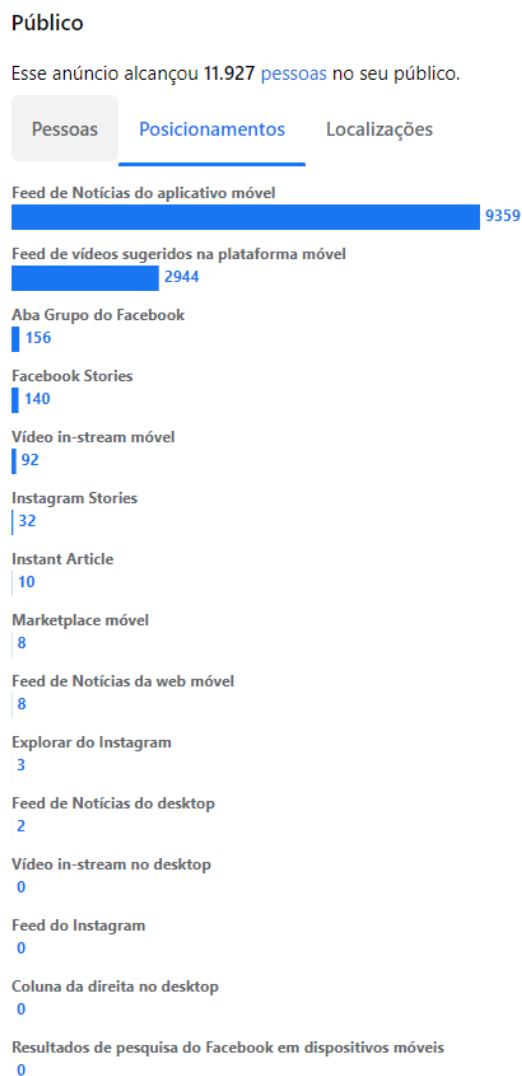 Público
Esse anúncio alcançou 11.927 pessoas no seu público.
Pessoas Posicionamentos Localizações
Feed de Notícias do aplicativo móvel
9359
Feed de vídeos sugeridos na plataforma móvel
2944
Aba Grupo do Facebook
156
Facebook Stories
140
Vídeo in-stream móvel
92
Instagram Stories
32
Instant Article
10
Marketplace móvel
8
Feed de Notícias da web móvel
8
Explorar do Instagram
3
Feed de Notícias do desktop
2
Vídeo in-stream no desktop
0
Feed do Instagram
0
Coluna da direita no desktop
0
Resultados de pesquisa do Facebook em dispositivos móveis
0